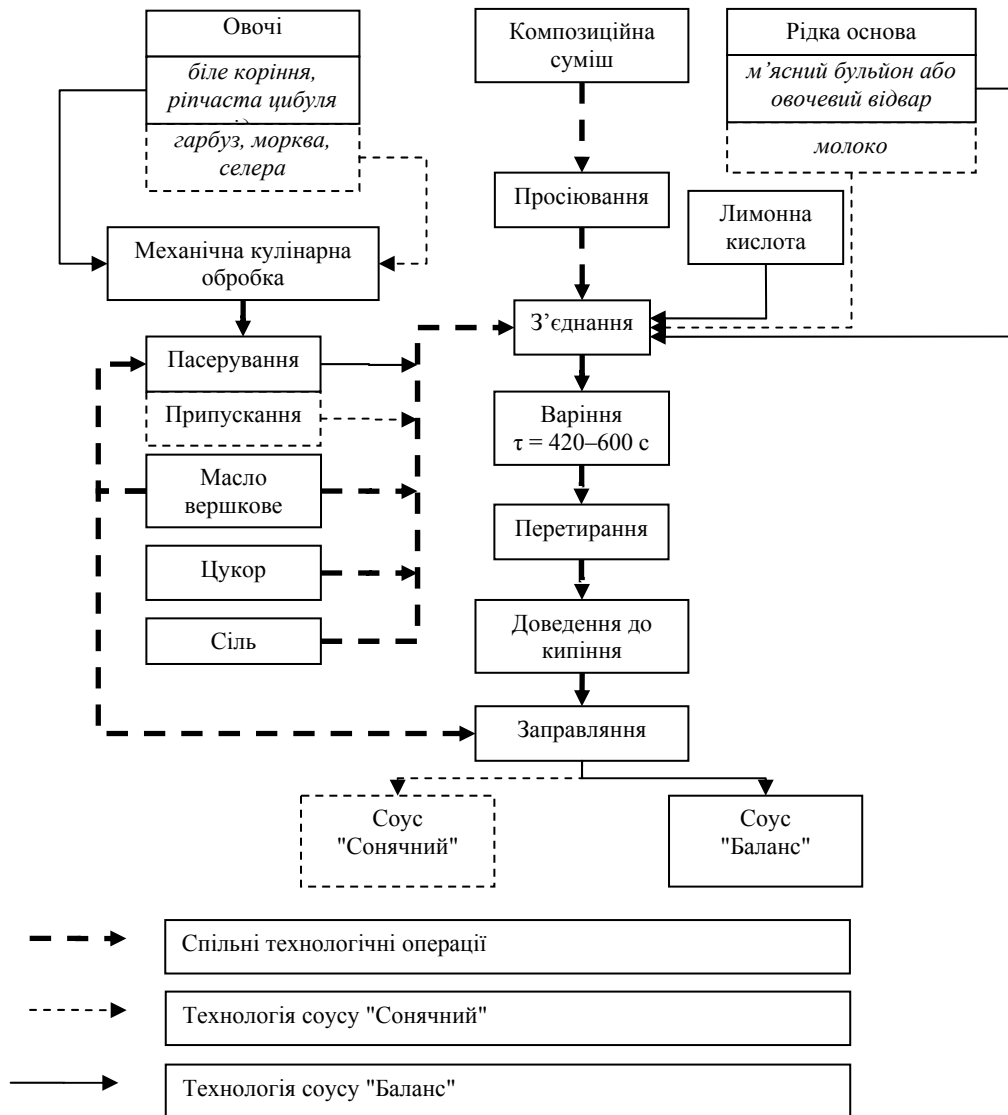 Овочі
біле коріння,
ріпчаста цибуля
гарбуз, морква,
селера
Композиційна
суміш
Рідка основа
м’ясний бульйон або
овочевий відвар
молоко
Просіювання
Лимонна
кислота
Механічна кулінарна
обробка
З’єднання
Пасерування
Припускання
Варіння
τ = 420–600 с
Масло
вершкове
Перетирання
Цукор
Сіль
Доведення до
кипіння
Заправляння
Соус
"Сонячний"
Соус
"Баланс"
Спільні технологічні операції
Технологія соусу "Сонячний"
Технологія соусу "Баланс"